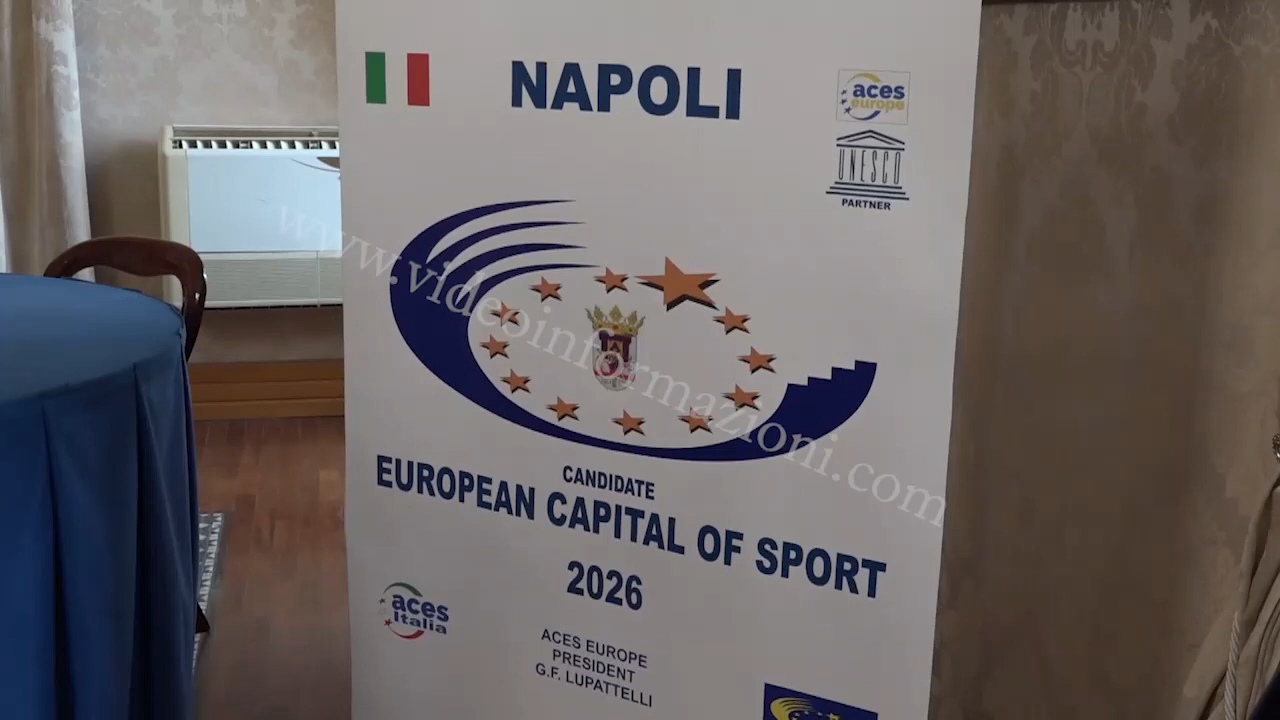 NAPOLI
aces
europe
UNESCO
PARTNER
www.videoinformazioni.com
CANDIDATE
EUROPEAN CAPITAL OF SPORT
2026
aces
italia
ACES EUROPE
PRESIDENT
G.F. LUPATTELLI